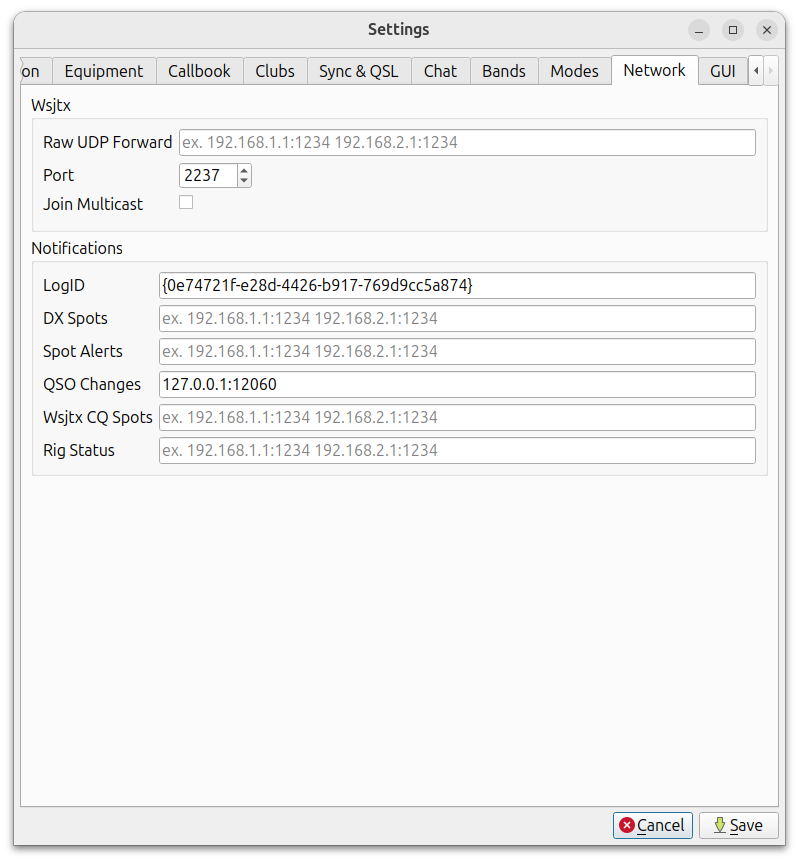 Settings
on Equipment Callbook Clubs Sync & QSL Chat Bands Modes Network GUI
Wsjtx
Raw UDP Forward ex. 192.168.1.1:1234 192.168.2.1:1234
Port 2237
Join Multicast
Notifications
LogID {0e74721f-e28d-4426-b917-769d9cc5a874}
DX Spots ex. 192.168.1.1:1234 192.168.2.1:1234
Spot Alerts ex. 192.168.1.1:1234 192.168.2.1:1234
QSO Changes 127.0.0.1:12060
Wsjtx CQ Spots ex. 192.168.1.1:1234 192.168.2.1:1234
Rig Status ex. 192.168.1.1:1234 192.168.2.1:1234
Cancel Save